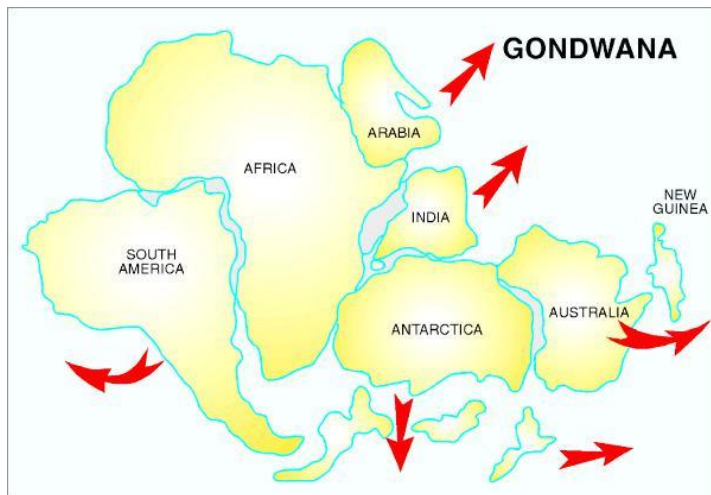 GONDWANA
ARABIA
AFRICA
NEW
GUINEA
INDIA
SOUTH
AMERICA
AUSTRALIA
ANTARCTICA